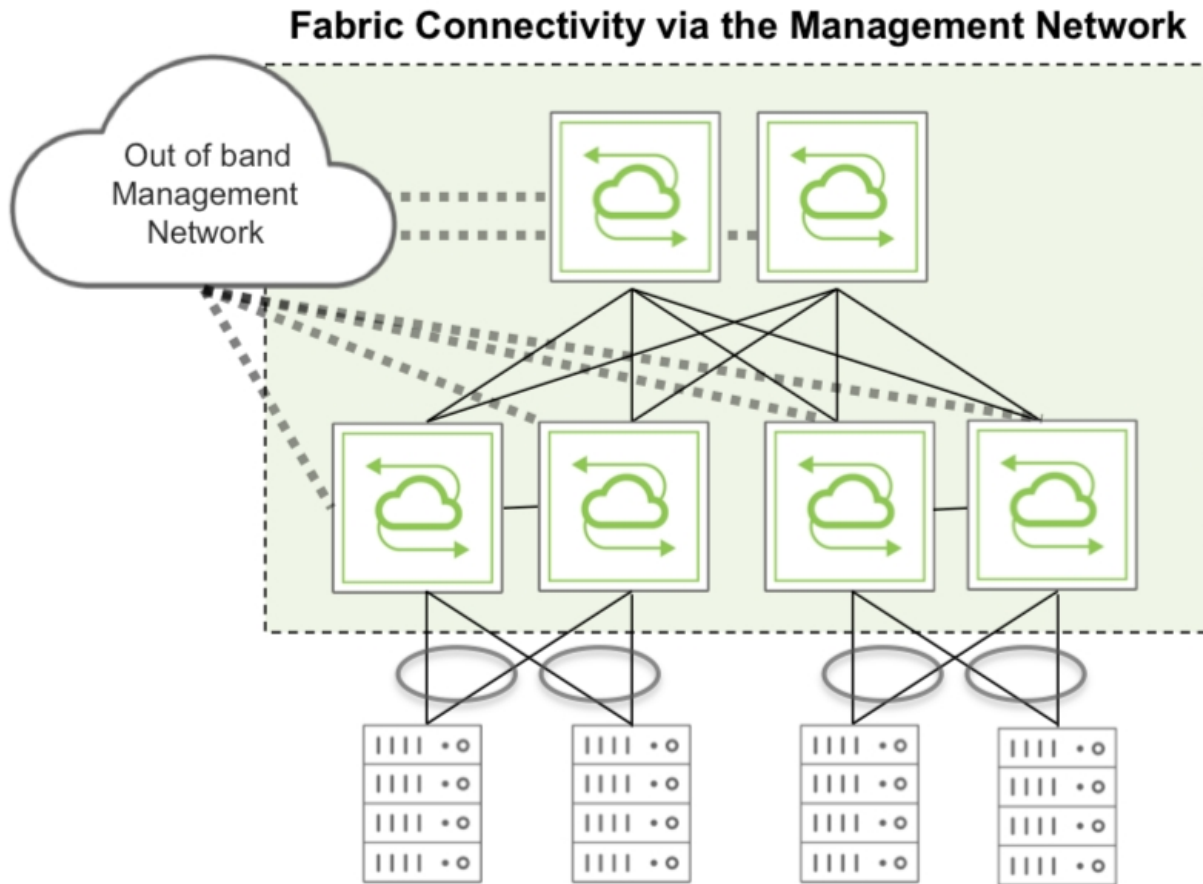 Fabric Connectivity via the Management Network
Out of band
Management
Network